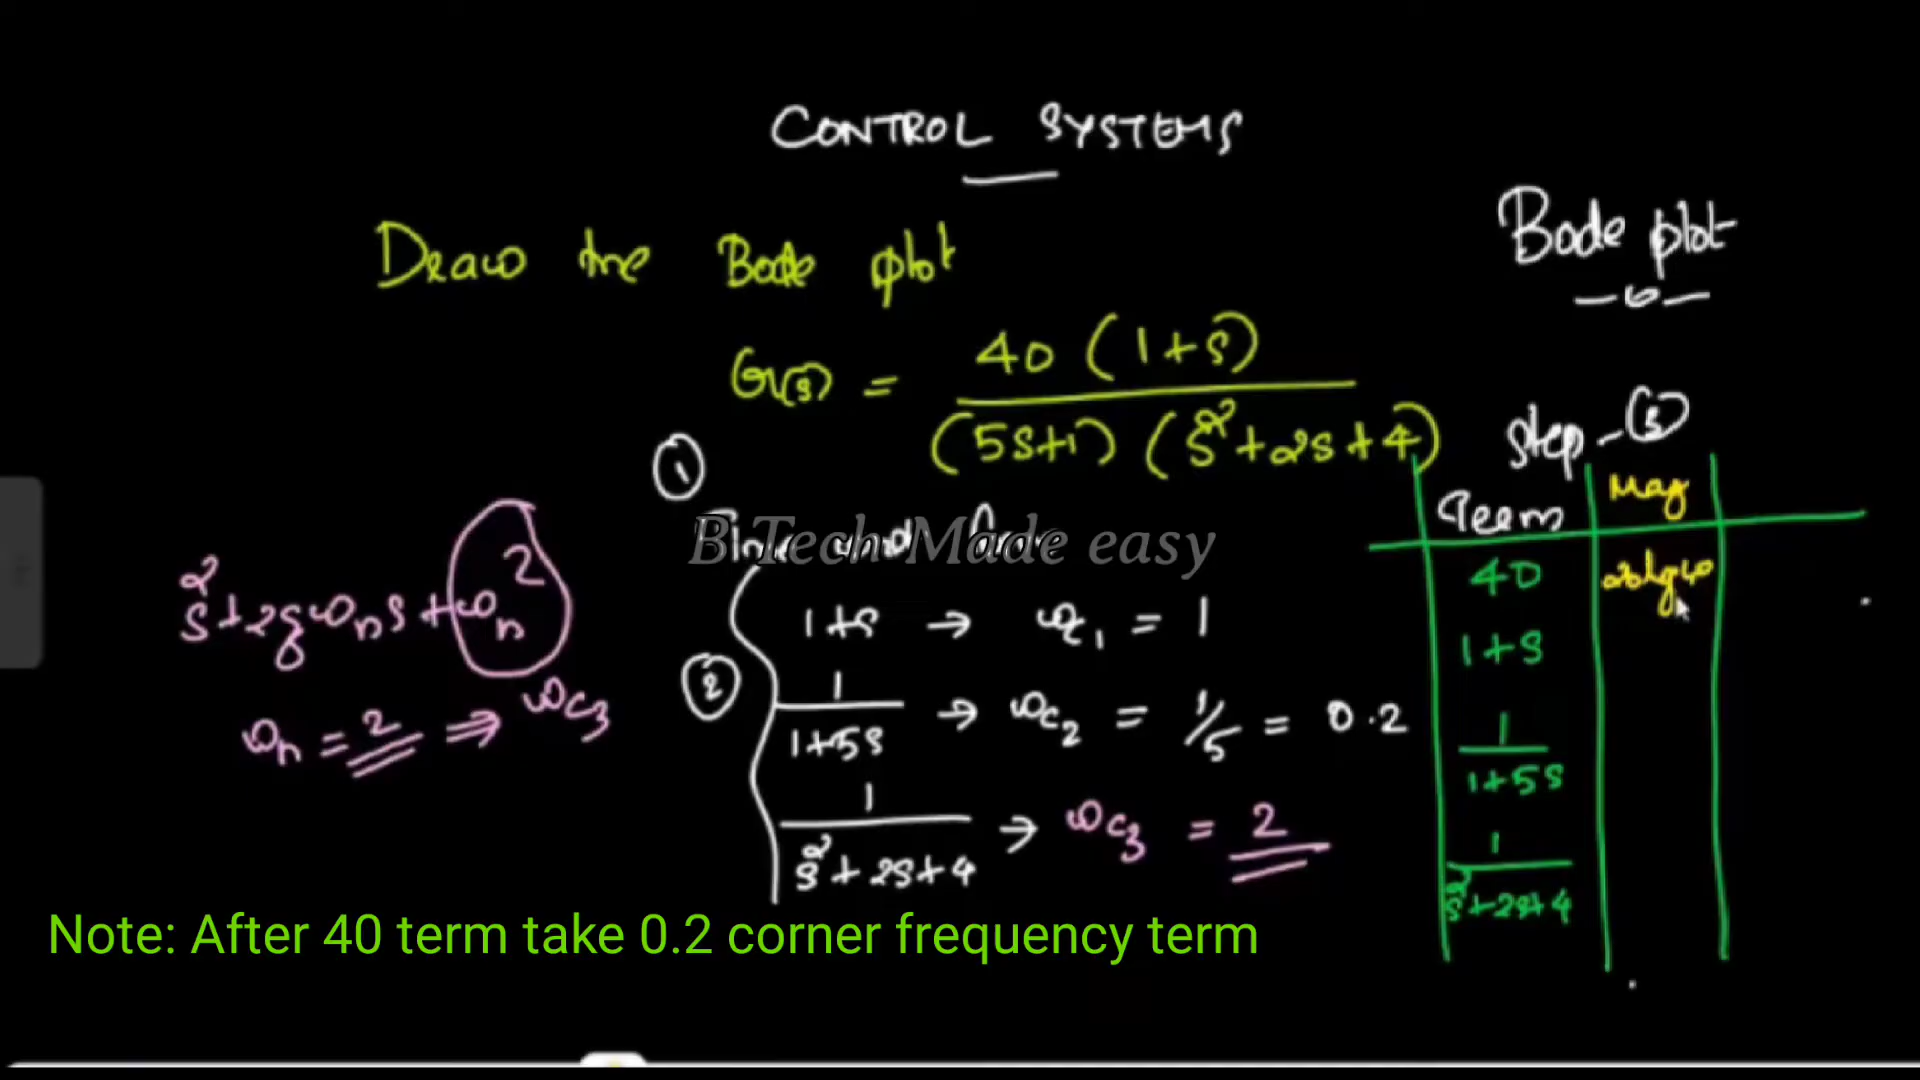 CONTROL SYSTEMS
Draw the Bode plot
Bode plot
G(s) = 40 (1+s) / (5s+1) (s²+2s+4)
①
B.Tech Made easy
s²+2ξωₙs+ωₙ²
ωₙ = 2 ⇒ ωc₃
②
1+s → ωc₁ = 1
1/(1+5s) → ωc₂ = 1/5 = 0.2
1/(s²+2s+4) → ωc₃ = 2
Step-(3)
Term Mag
40 20log40
1+s
1/(1+5s)
1/(s²+2s+4)
Note: After 40 term take 0.2 corner frequency term